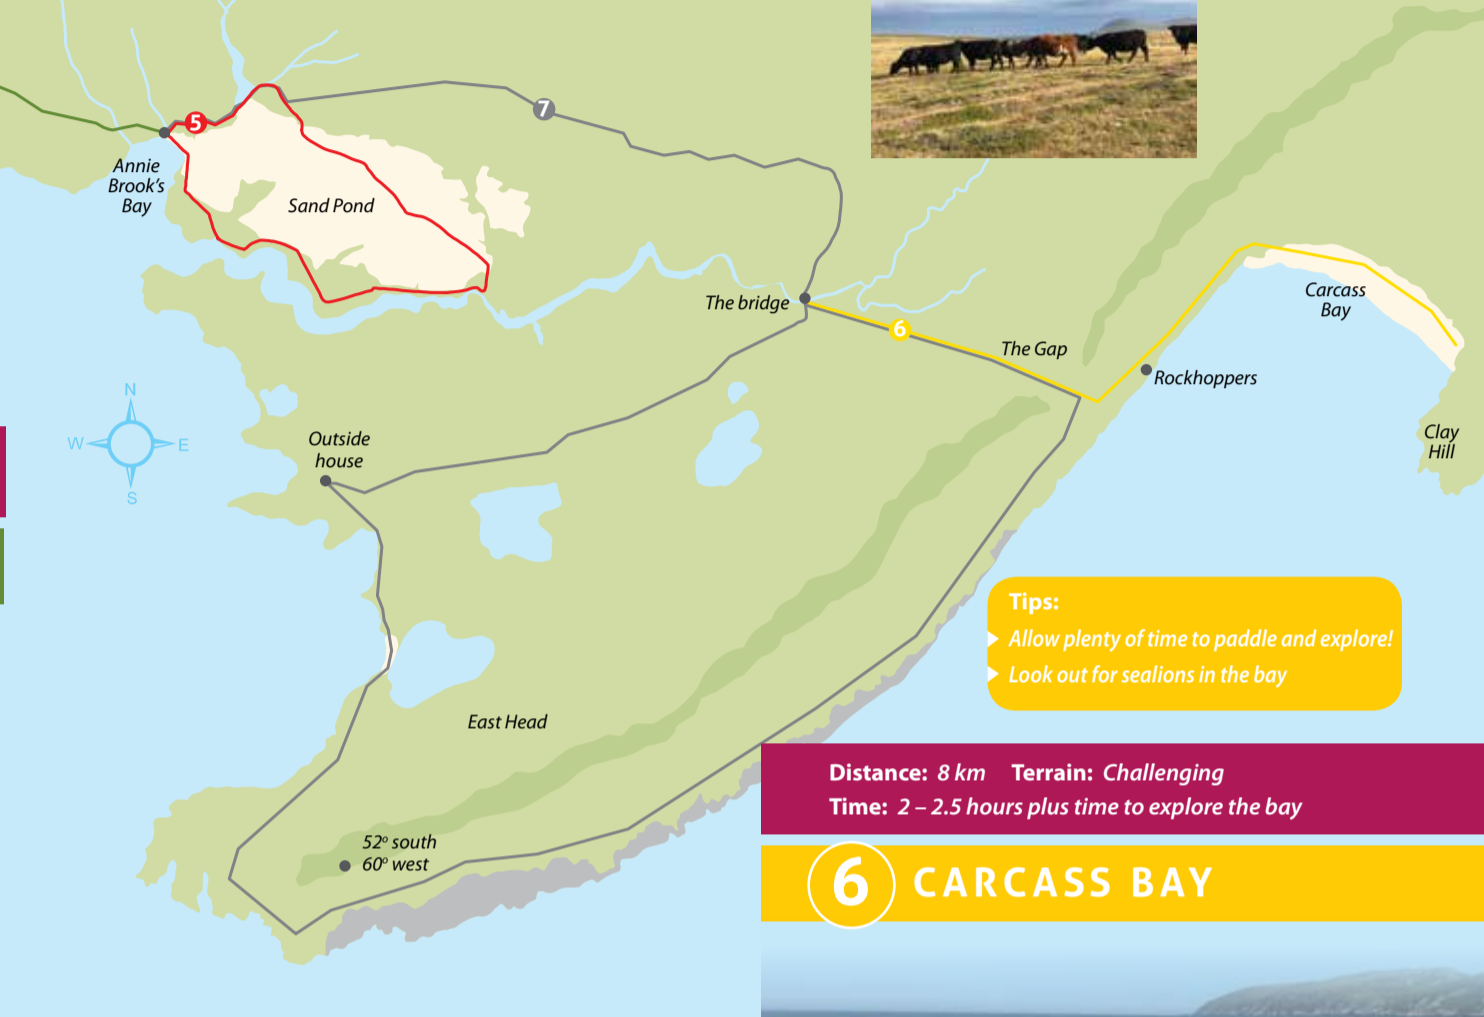 5
7
Annie
Brook's
Bay
Sand Pond
The bridge
6
The Gap
Carcass
Bay
Rockhoppers
Clay
Hill
N
W
E
S
Outside
house
East Head
52º south
60º west
Tips:
Allow plenty of time to paddle and explore!
Look out for sealions in the bay
Distance: 8 km Terrain: Challenging
Time: 2 – 2.5 hours plus time to explore the bay
6 CARCASS BAY